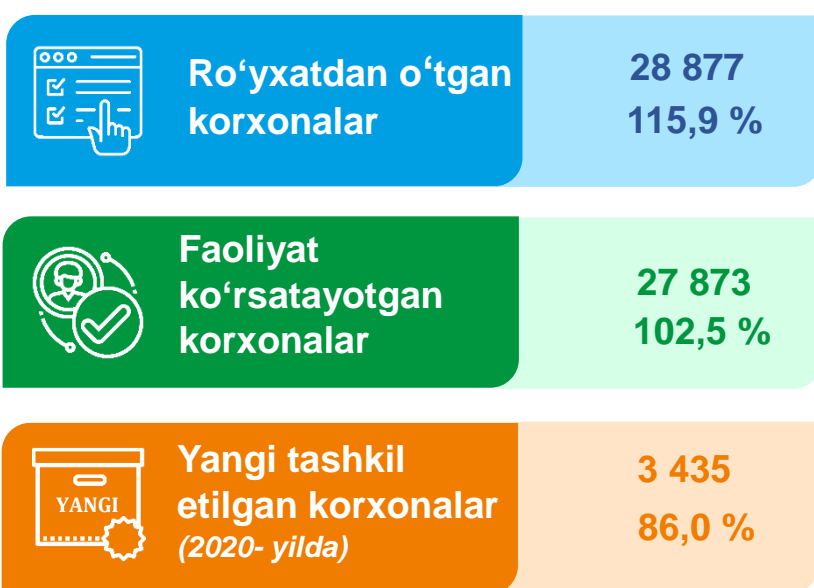 Ro‘yxatdan o‘tgan
korxonalar
28 877
115,9 %
Faoliyat
ko‘rsatayotgan
korxonalar
27 873
102,5 %
YANGI
Yangi tashkil
etilgan korxonalar
(2020- yilda)
3 435
86,0 %